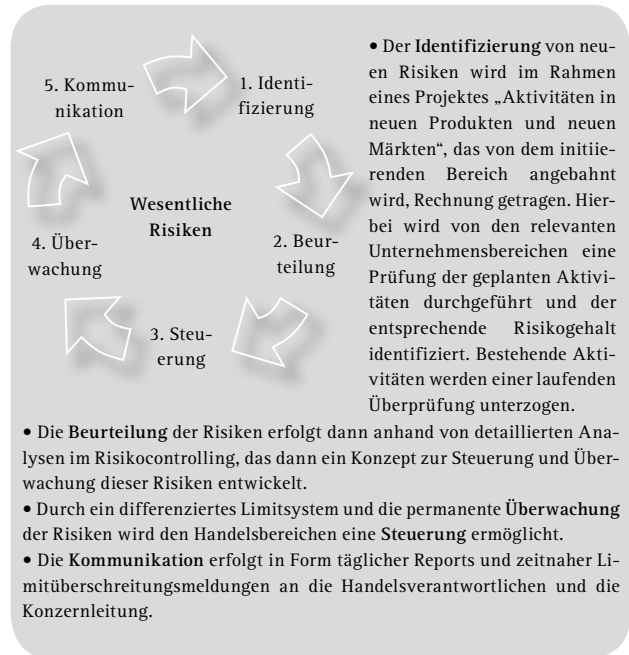 5. Kommu-
nikation
1. Identi-
fizierung
Wesentliche
Risiken
2. Beur-
teilung
3. Steu-
erung
4. Über-
wachung
• Der Identifizierung von neu-
en Risiken wird im Rahmen
eines Projektes „Aktivitäten in
neuen Produkten und neuen
Märkten“, das von dem initiie-
renden Bereich angebahnt
wird, Rechnung getragen. Hier-
bei wird von den relevanten
Unternehmensbereichen eine
Prüfung der geplanten Aktivi-
täten durchgeführt und der
entsprechende Risikogehalt
identifiziert. Bestehende Akti-
vitäten werden einer laufenden
Überprüfung unterzogen.
• Die Beurteilung der Risiken erfolgt dann anhand von detaillierten Ana-
lysen im Risikocontrolling, das dann ein Konzept zur Steuerung und Über-
wachung dieser Risiken entwickelt.
• Durch ein differenziertes Limitsystem und die permanente Überwachung
der Risiken wird den Handelsbereichen eine Steuerung ermöglicht.
• Die Kommunikation erfolgt in Form täglicher Reports und zeitnaher Li-
mitüberschreitungsmeldungen an die Handelsverantwortlichen und die
Konzernleitung.